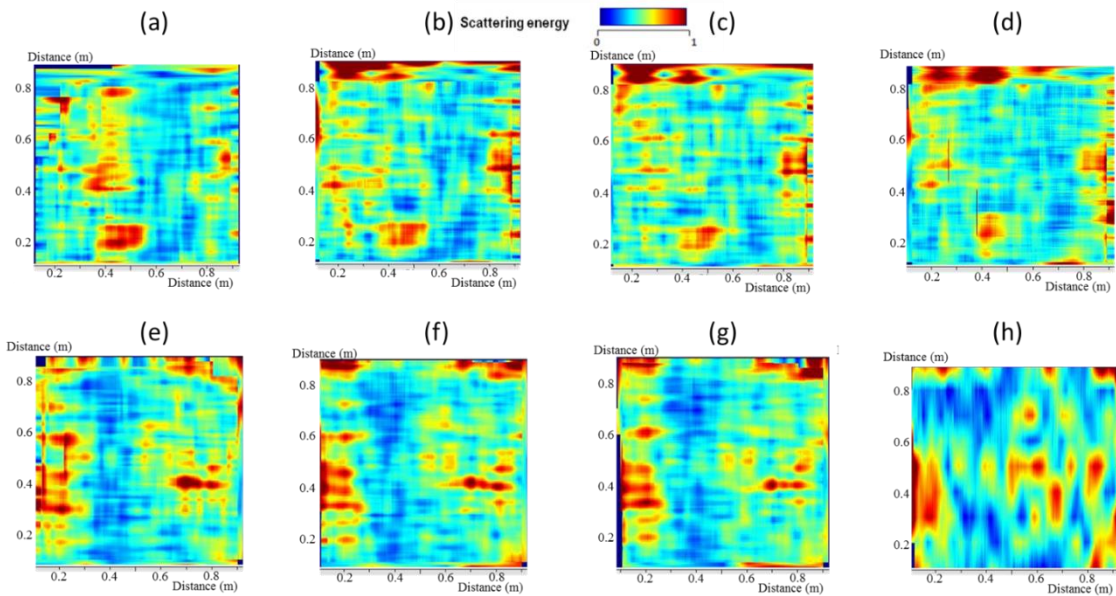 (a) (b) Scattering energy (c) (d)
0 1
Distance (m) Distance (m) Distance (m) Distance (m)
0.8 0.8 0.8 0.8
0.6 0.6 0.6 0.6
0.4 0.4 0.4 0.4
0.2 0.2 0.2 0.2
0.2 0.4 0.6 0.8 0.2 0.4 0.6 0.8 0.2 0.4 0.6 0.8 0.2 0.4 0.6 0.8
Distance (m) Distance (m) Distance (m) Distance (m)
(e) (f) (g) (h)
Distance (m) Distance (m) Distance (m) Distance (m)
0.8 0.8 0.8 0.8
0.6 0.6 0.6 0.6
0.4 0.4 0.4 0.4
0.2 0.2 0.2 0.2
0.2 0.4 0.6 0.8 0.2 0.4 0.6 0.8 0.2 0.4 0.6 0.8 0.2 0.4 0.6 0.8
Distance (m) Distance (m) Distance (m) Distance (m)